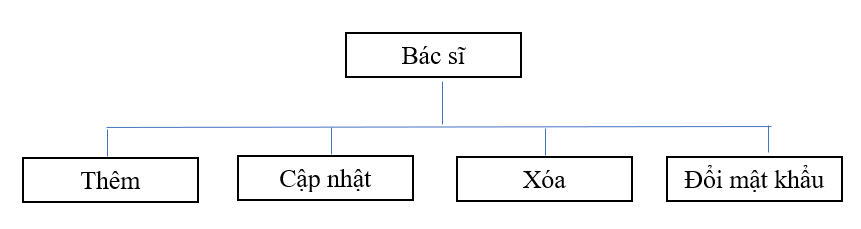 Bác sĩ
Thêm
Cập nhật
Xóa
Đổi mật khẩu